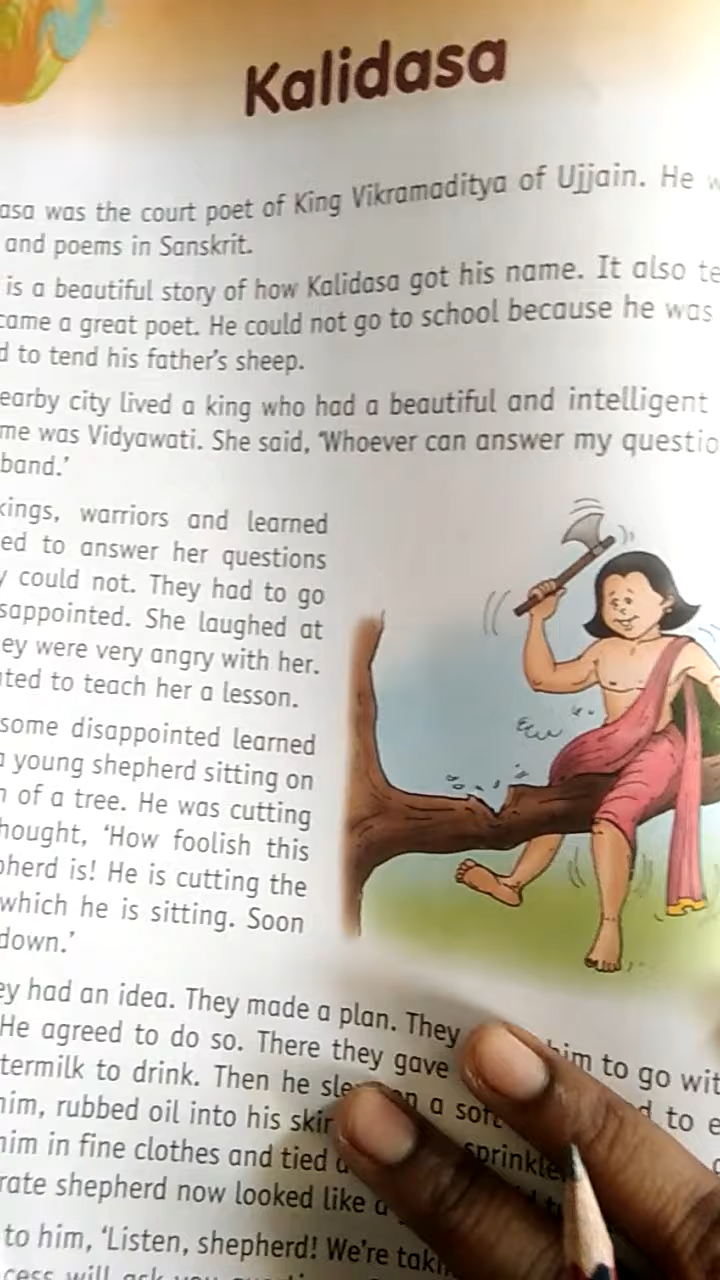 Kalidasa
asa was the court poet of King Vikramaditya of Ujjain. He w
and poems in Sanskrit.
is a beautiful story of how Kalidasa got his name. It also te
came a great poet. He could not go to school because he was
d to tend his father's sheep.
earby city lived a king who had a beautiful and intelligent
me was Vidyawati. She said, 'Whoever can answer my questio
band.'
kings, warriors and learned
ed to answer her questions
y could not. They had to go
sappointed. She laughed at
ey were very angry with her.
ted to teach her a lesson.
some disappointed learned
a young shepherd sitting on
h of a tree. He was cutting
hought, 'How foolish this
pherd is! He is cutting the
which he is sitting. Soon
down.'
ey had an idea. They made a plan. They him to go wit
He agreed to do so. There they gave d to e
termilk to drink. Then he sle on a sof
him, rubbed oil into his skin sprinkle
him in fine clothes and tied a
rate shepherd now looked like a
to him, 'Listen, shepherd! We're taki
cess will ask you